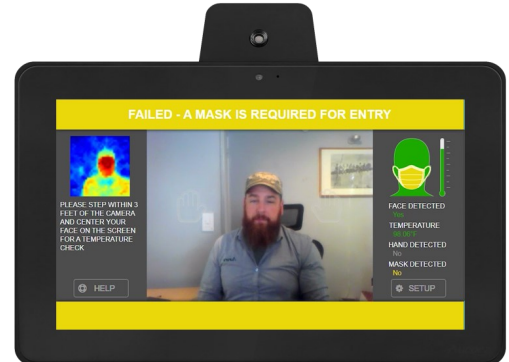 FAILED - A MASK IS REQUIRED FOR ENTRY
PLEASE STEP WITHIN 3
FEET OF THE CAMERA
AND CENTER YOUR
FACE ON THE SCREEN
FOR A TEMPERATURE
CHECK
HELP
FACE DETECTED
Yes
TEMPERATURE
HAND DETECTED
No
MASK DETECTED
No
SETUP